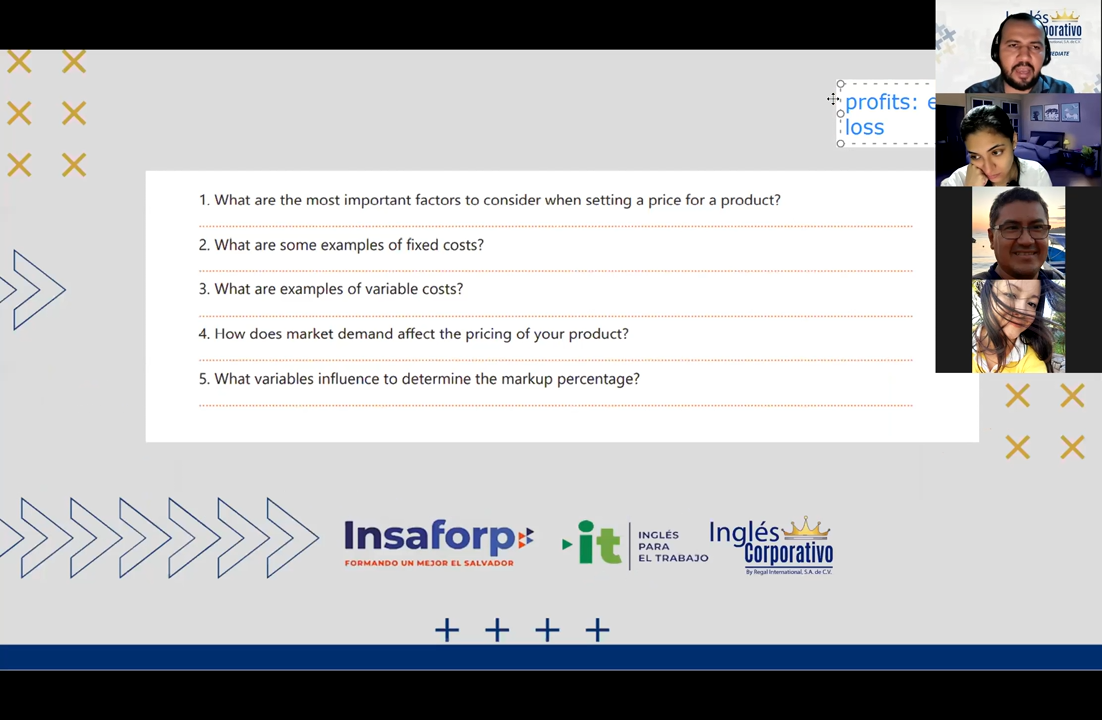 profits:
loss
1. What are the most important factors to consider when setting a price for a product?
2. What are some examples of fixed costs?
3. What are examples of variable costs?
4. How does market demand affect the pricing of your product?
5. What variables influence to determine the markup percentage?
Insaforp
FORMANDO UN MEJOR EL SALVADOR
it
INGLÉS
PARA
EL TRABAJO
Inglés
Corporativo
By Regal International, S.A. de C.V.